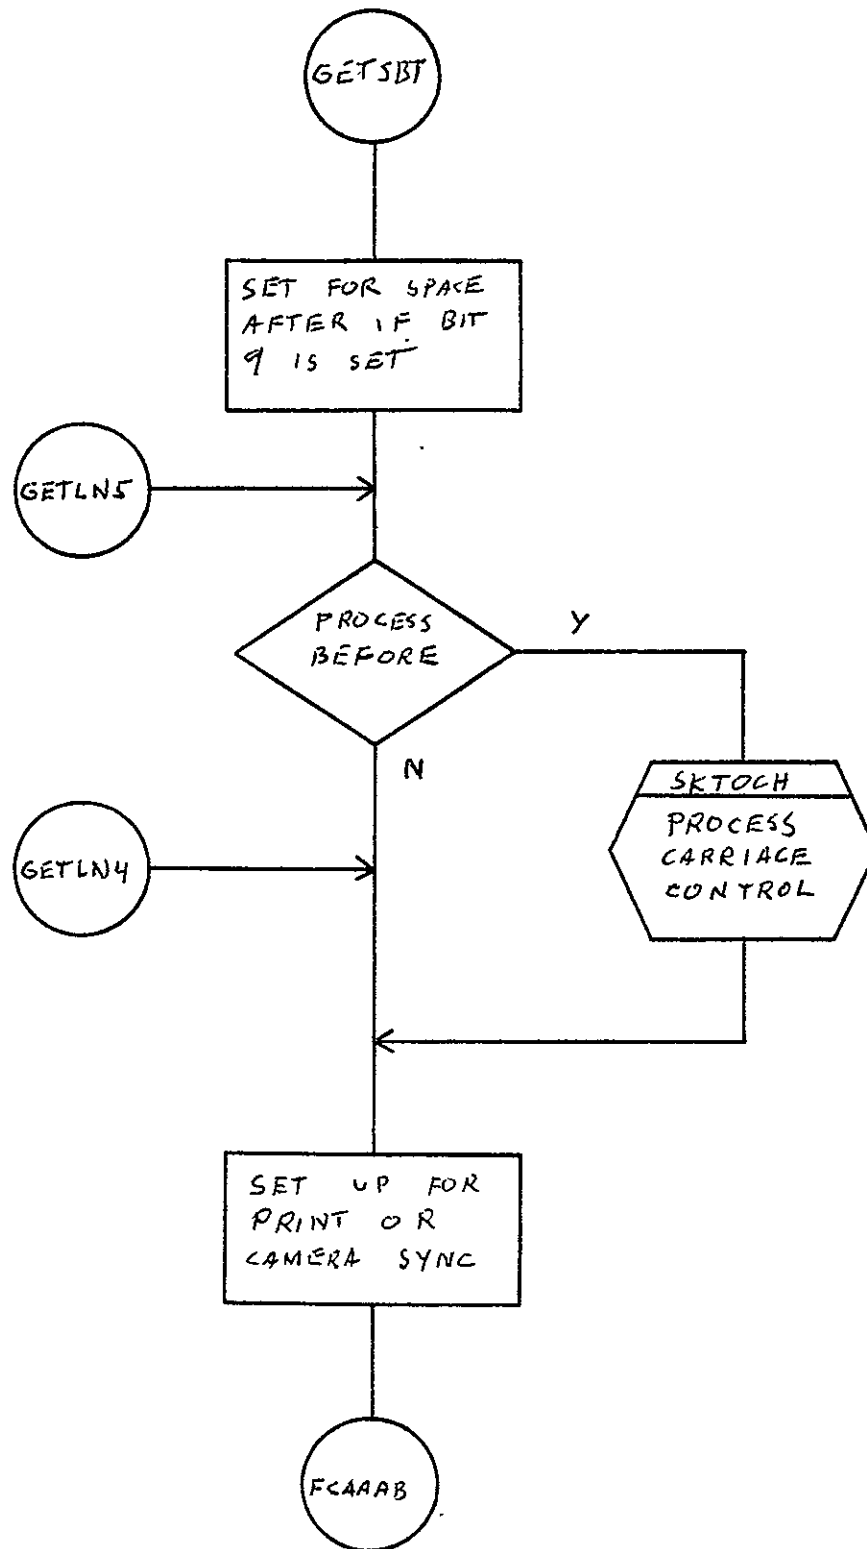 GETSBT
SET FOR SPACE
AFTER IF BIT
9 IS SET
GETLN5
PROCESS
BEFORE
Y
N
SKTOCH
PROCESS
CARRIAGE
CONTROL
GETLN4
SET UP FOR
PRINT OR
CAMERA SYNC
FCAAAB